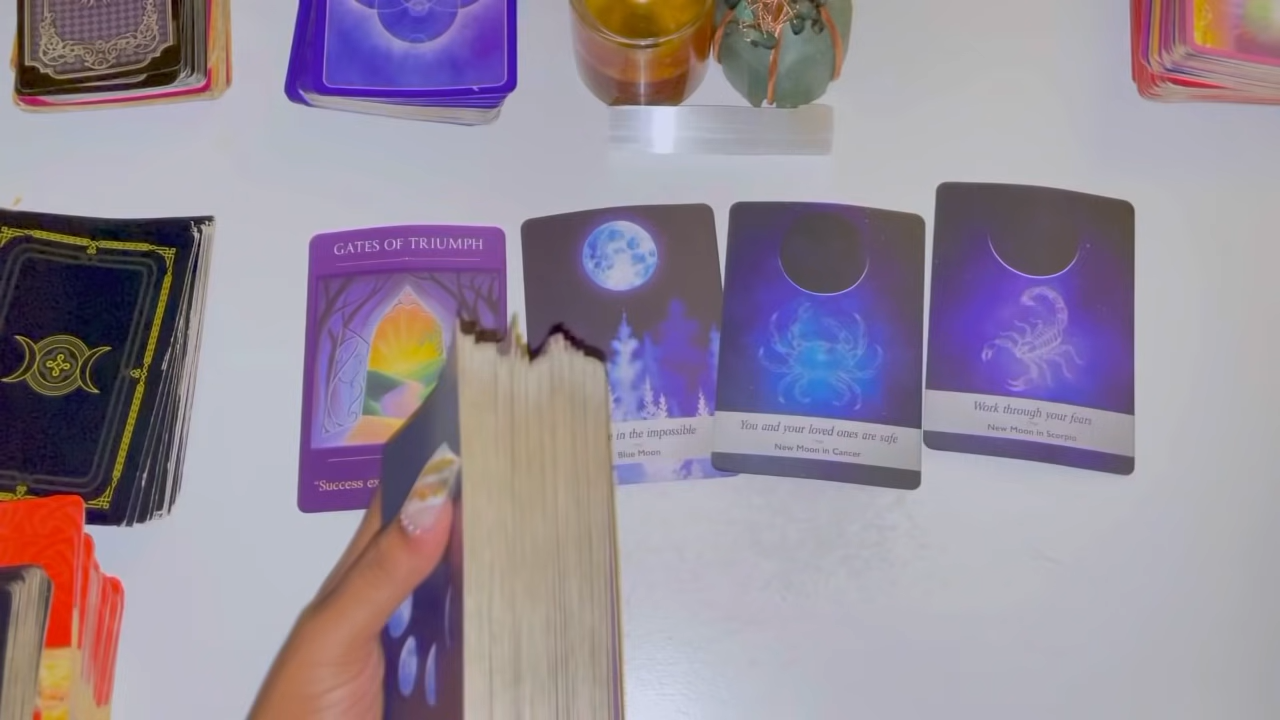 GATES OF TRIUMPH
"Success
in the impossible
Blue Moon
You and your loved ones are safe
New Moon in Cancer
Work through your fears
New Moon in Scorpio